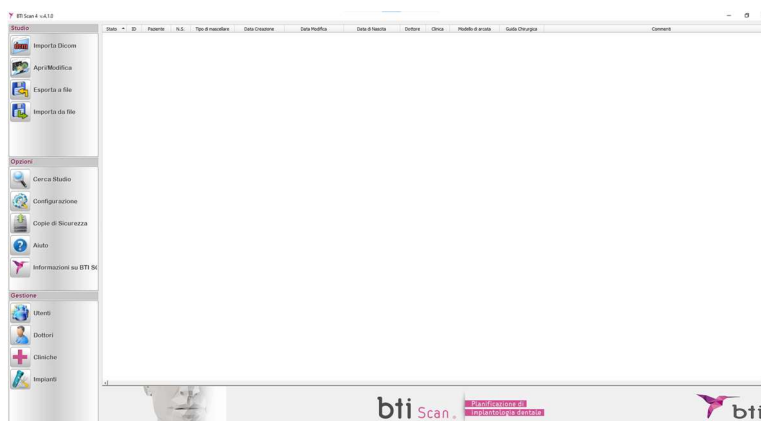 BTI Scan 4 v.4.1.0
Studio
Importa Dicom
Apri/Modifica
Esporta a file
Importa da file
Opzioni
Cerca Studio
Configurazione
Copie di Sicurezza
Aiuto
Informazioni su BTI SC
Gestione
Utenti
Dottori
Cliniche
Impianti
Stato ID Paziente N.S. Tipo di mascellare Data Creazione Data Modifica Data di Nascita Dottore Clinica Modello di arcata Guida Chirurgica Commenti
bti Scan®
Planificazione di
implantologia dentale
bti